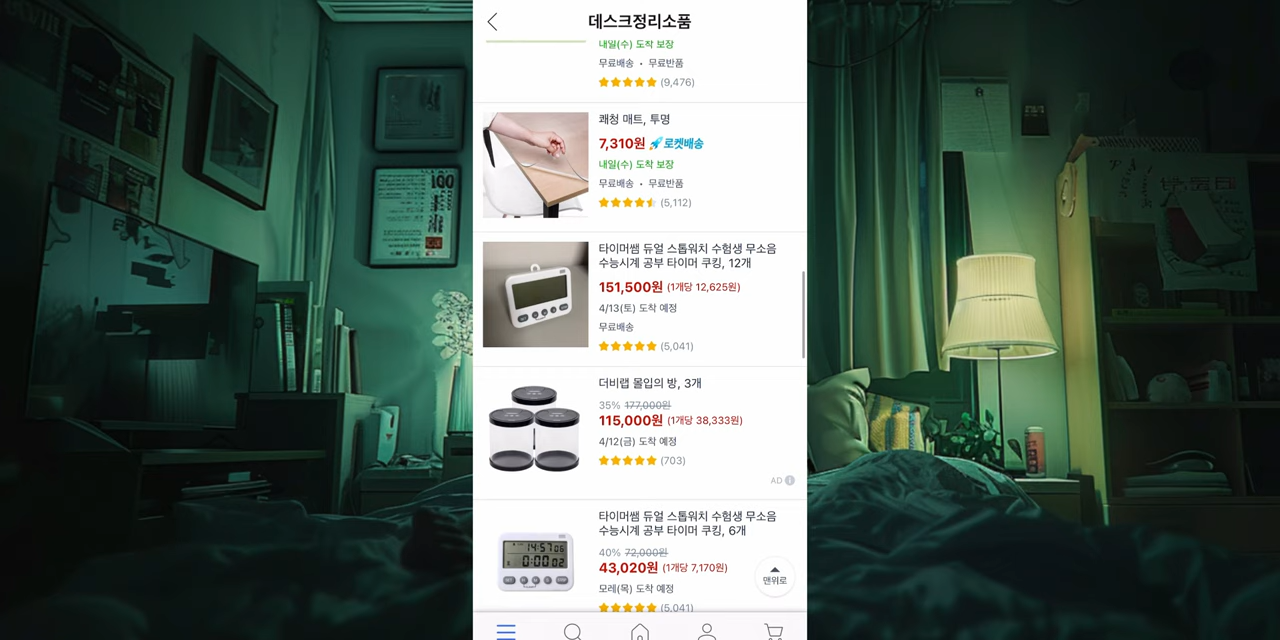 데스크정리소품
내일(수) 도착 보장
무료배송 • 무료반품
(9,476)
쾌청 매트, 투명
7,310원 로켓배송
내일(수) 도착 보장
무료배송 • 무료반품
(5,112)
타이머쌤 듀얼 스톱워치 수험생 무소음
수능시계 공부 타이머 쿠킹, 12개
151,500원 (1개당 12,625원)
4/13(토) 도착 예정
무료배송
(5,041)
더비랩 몰입의 방, 3개
35% 177,000원
115,000원 (1개당 38,333원)
4/12(금) 도착 예정
(703)
AD
타이머쌤 듀얼 스톱워치 수험생 무소음
수능시계 공부 타이머 쿠킹, 6개
14:57 06
0:00 02
40% 72,000원
43,020원 (1개당 7,170원)
모레(목) 도착 예정
(5,041)
맨위로
100